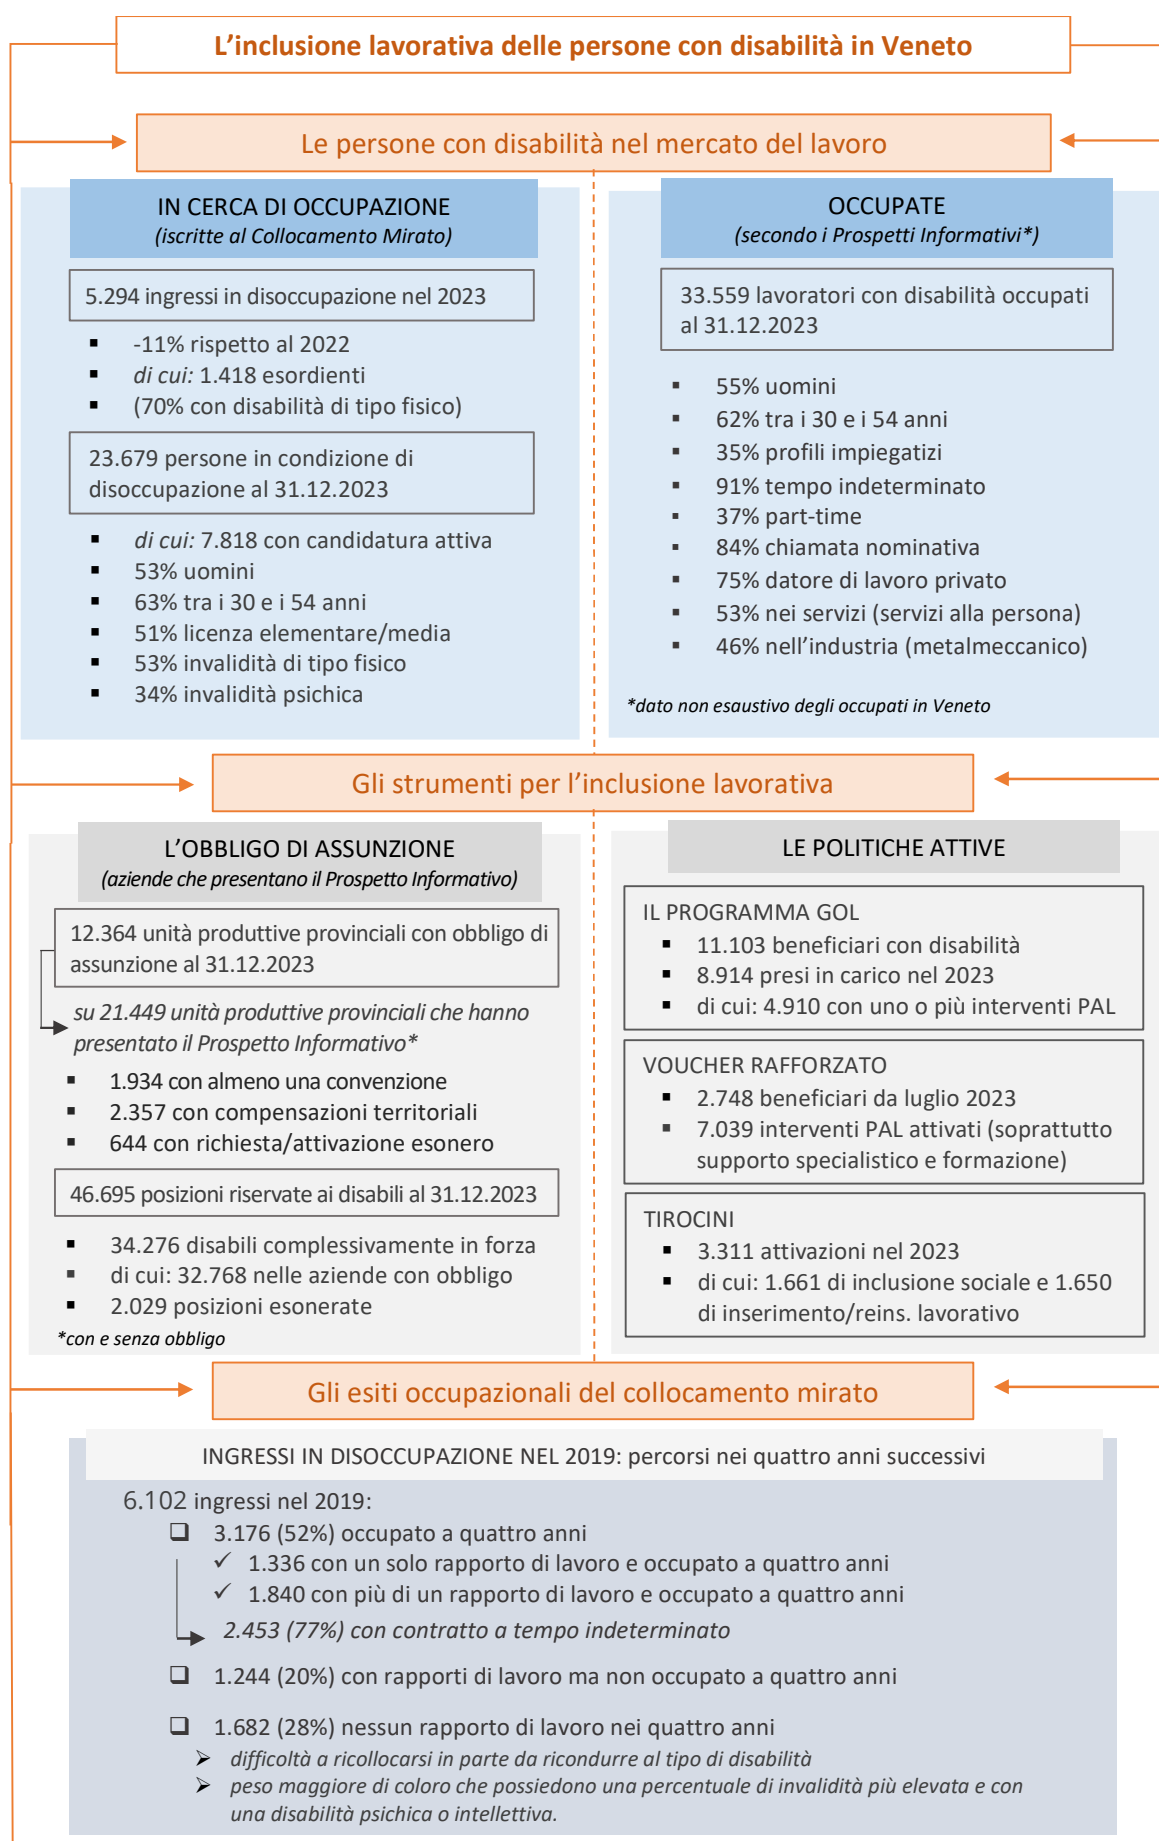 L'inclusione lavorativa delle persone con disabilità in Veneto
Le persone con disabilità nel mercato del lavoro
IN CERCA DI OCCUPAZIONE
(iscritte al Collocamento Mirato)
5.294 ingressi in disoccupazione nel 2023
▪ -11% rispetto al 2022
▪ di cui: 1.418 esordienti
▪ (70% con disabilità di tipo fisico)
23.679 persone in condizione di
disoccupazione al 31.12.2023
▪ di cui: 7.818 con candidatura attiva
▪ 53% uomini
▪ 63% tra i 30 e i 54 anni
▪ 51% licenza elementare/media
▪ 53% invalidità di tipo fisico
▪ 34% invalidità psichica
OCCUPATE
(secondo i Prospetti Informativi*)
33.559 lavoratori con disabilità occupati
al 31.12.2023
▪ 55% uomini
▪ 62% tra i 30 e i 54 anni
▪ 35% profili impiegatizi
▪ 91% tempo indeterminato
▪ 37% part-time
▪ 84% chiamata nominativa
▪ 75% datore di lavoro privato
▪ 53% nei servizi (servizi alla persona)
▪ 46% nell'industria (metalmeccanico)
*dato non esaustivo degli occupati in Veneto
Gli strumenti per l'inclusione lavorativa
L'OBBLIGO DI ASSUNZIONE
(aziende che presentano il Prospetto Informativo)
12.364 unità produttive provinciali con obbligo di
assunzione al 31.12.2023
su 21.449 unità produttive provinciali che hanno
presentato il Prospetto Informativo*
▪ 1.934 con almeno una convenzione
▪ 2.357 con compensazioni territoriali
▪ 644 con richiesta/attivazione esonero
46.695 posizioni riservate ai disabili al 31.12.2023
▪ 34.276 disabili complessivamente in forza
▪ di cui: 32.768 nelle aziende con obbligo
▪ 2.029 posizioni esonerate
*con e senza obbligo
LE POLITICHE ATTIVE
IL PROGRAMMA GOL
▪ 11.103 beneficiari con disabilità
▪ 8.914 presi in carico nel 2023
▪ di cui: 4.910 con uno o più interventi PAL
VOUCHER RAFFORZATO
▪ 2.748 beneficiari da luglio 2023
▪ 7.039 interventi PAL attivati (soprattutto
supporto specialistico e formazione)
TIROCINI
▪ 3.311 attivazioni nel 2023
▪ di cui: 1.661 di inclusione sociale e 1.650
di inserimento/reins. lavorativo
Gli esiti occupazionali del collocamento mirato
INGRESSI IN DISOCCUPAZIONE NEL 2019: percorsi nei quattro anni successivi
6.102 ingressi nel 2019:
❑ 3.176 (52%) occupato a quattro anni
✓ 1.336 con un solo rapporto di lavoro e occupato a quattro anni
✓ 1.840 con più di un rapporto di lavoro e occupato a quattro anni
2.453 (77%) con contratto a tempo indeterminato
❑ 1.244 (20%) con rapporti di lavoro ma non occupato a quattro anni
❑ 1.682 (28%) nessun rapporto di lavoro nei quattro anni
➢ difficoltà a ricollocarsi in parte da ricondurre al tipo di disabilità
➢ peso maggiore di coloro che possiedono una percentuale di invalidità più elevata e con
una disabilità psichica o intellettiva.